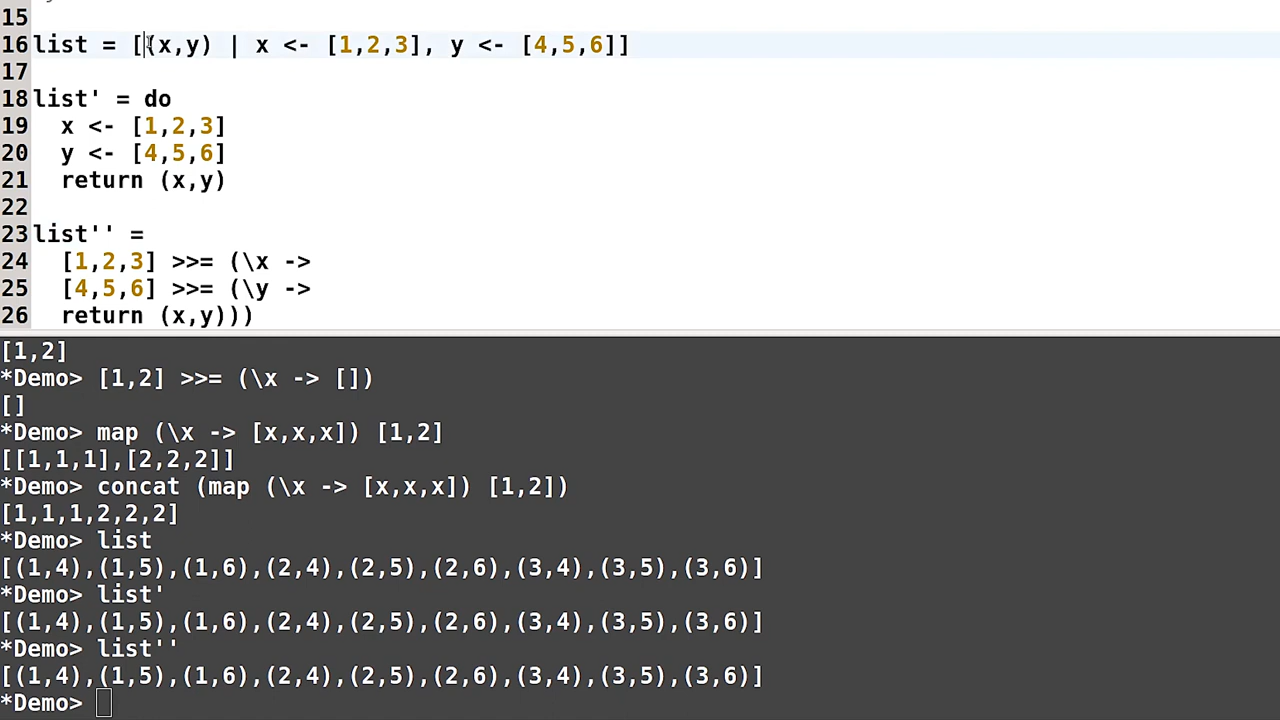 15
16 list = [(x,y) | x <- [1,2,3], y <- [4,5,6]]
17
18 list' = do
19   x <- [1,2,3]
20   y <- [4,5,6]
21   return (x,y)
22
23 list'' =
24   [1,2,3] >>= (\x ->
25   [4,5,6] >>= (\y ->
26   return (x,y)))
[1,2]
*Demo> [1,2] >>= (\x -> [])
[]
*Demo> map (\x -> [x,x,x]) [1,2]
[[1,1,1],[2,2,2]]
*Demo> concat (map (\x -> [x,x,x]) [1,2])
[1,1,1,2,2,2]
*Demo> list
[(1,4),(1,5),(1,6),(2,4),(2,5),(2,6),(3,4),(3,5),(3,6)]
*Demo> list'
[(1,4),(1,5),(1,6),(2,4),(2,5),(2,6),(3,4),(3,5),(3,6)]
*Demo> list''
[(1,4),(1,5),(1,6),(2,4),(2,5),(2,6),(3,4),(3,5),(3,6)]
*Demo>